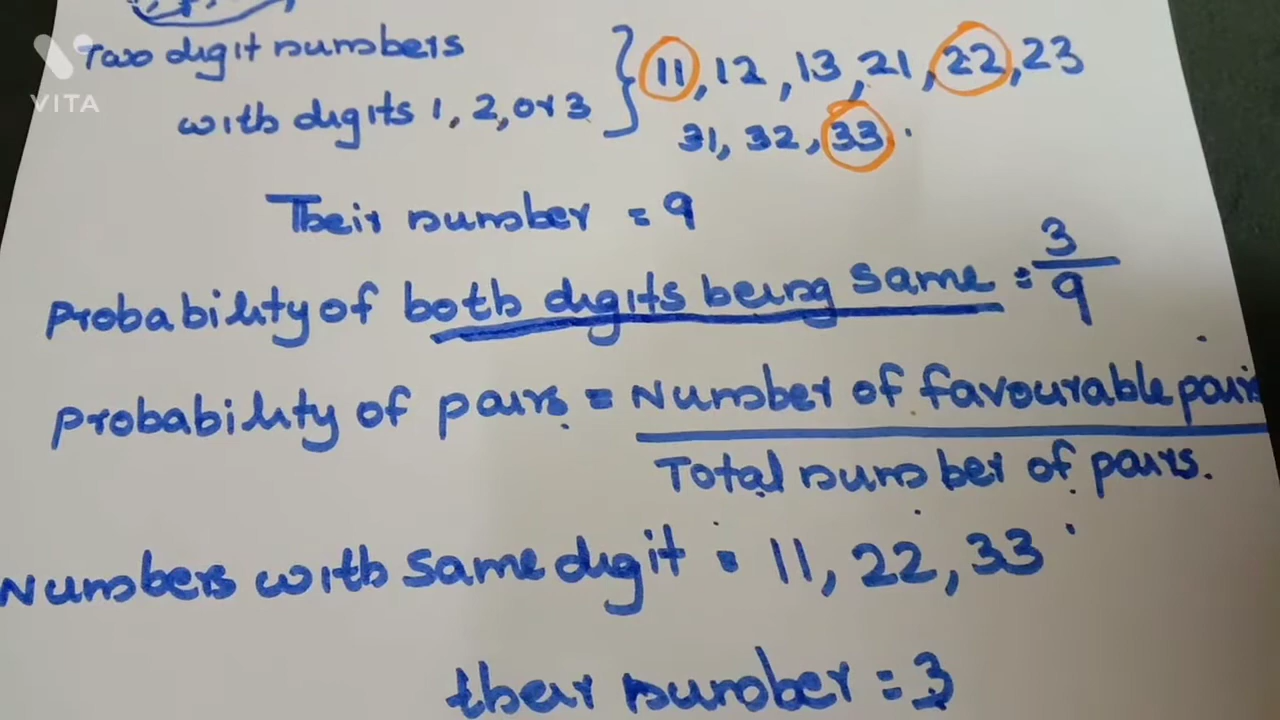 VITA
Two digit numbers
with digits 1, 2, or 3 } 11, 12, 13, 21, 22, 23
31, 32, 33.
Their number = 9
Probability of both digits being same = 3/9
Probability of pairs = Number of favourable pairs
Total number of pairs.
Numbers with same digit = 11, 22, 33
their number = 3